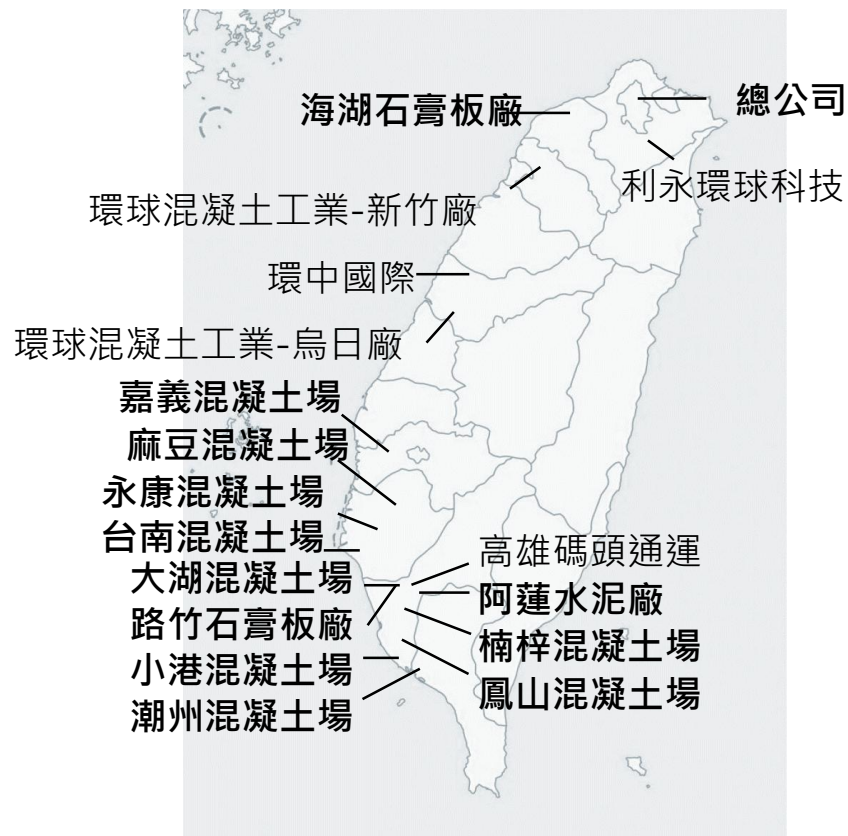 總公司
海湖石膏板廠
利永環球科技
環球混凝土工業-新竹廠
環中國際
環球混凝土工業-烏日廠
嘉義混凝土場
麻豆混凝土場
永康混凝土場
台南混凝土場
高雄碼頭通運
大湖混凝土場
阿蓮水泥廠
路竹石膏板廠
楠梓混凝土場
小港混凝土場
鳳山混凝土場
潮州混凝土場